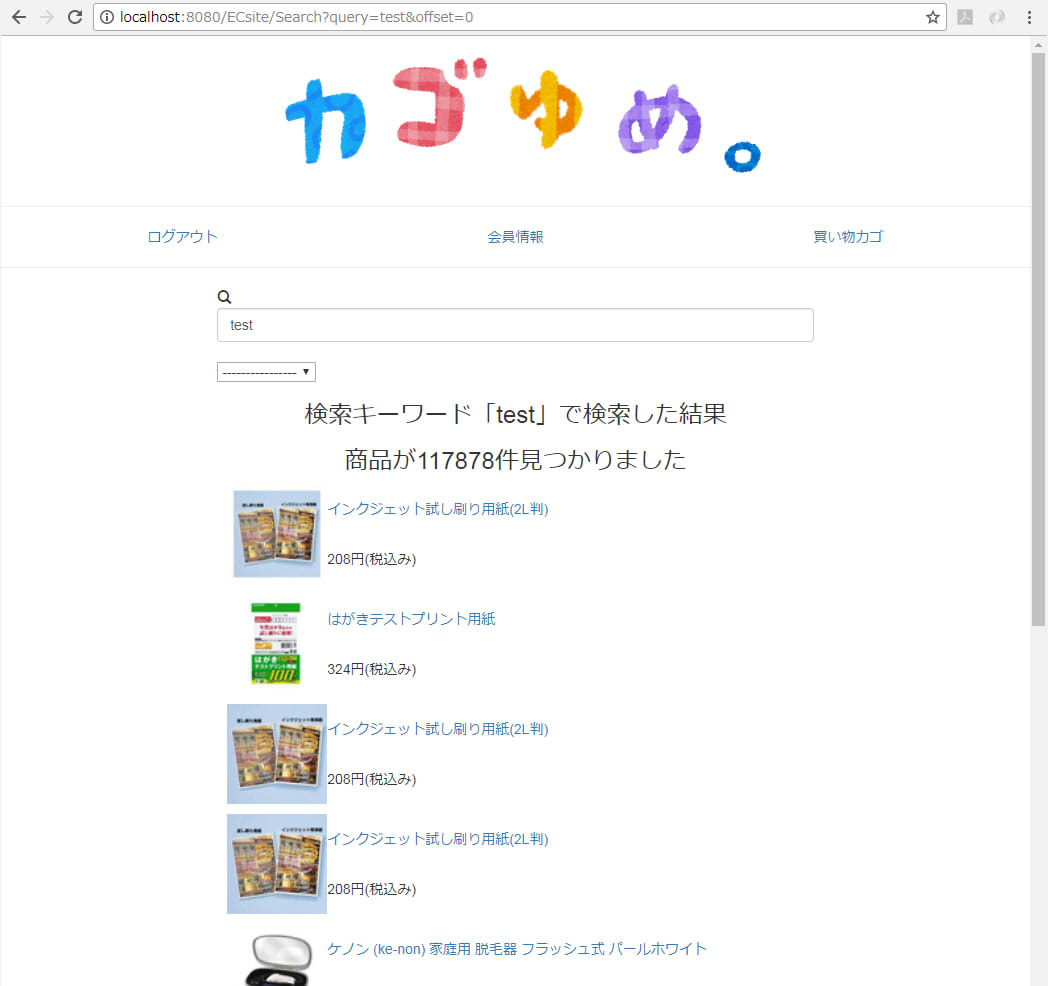 localhost:8080/ECsite/Search?query=test&offset=0
カゴゆめ。
ログアウト 会員情報 買い物カゴ
test
----------------
検索キーワード「test」で検索した結果
商品が117878件見つかりました
インクジェット試し刷り用紙(2L判)
208円(税込み)
はがきテストプリント用紙
324円(税込み)
インクジェット試し刷り用紙(2L判)
208円(税込み)
インクジェット試し刷り用紙(2L判)
208円(税込み)
ケノン (ke-non) 家庭用 脱毛器 フラッシュ式 パールホワイト